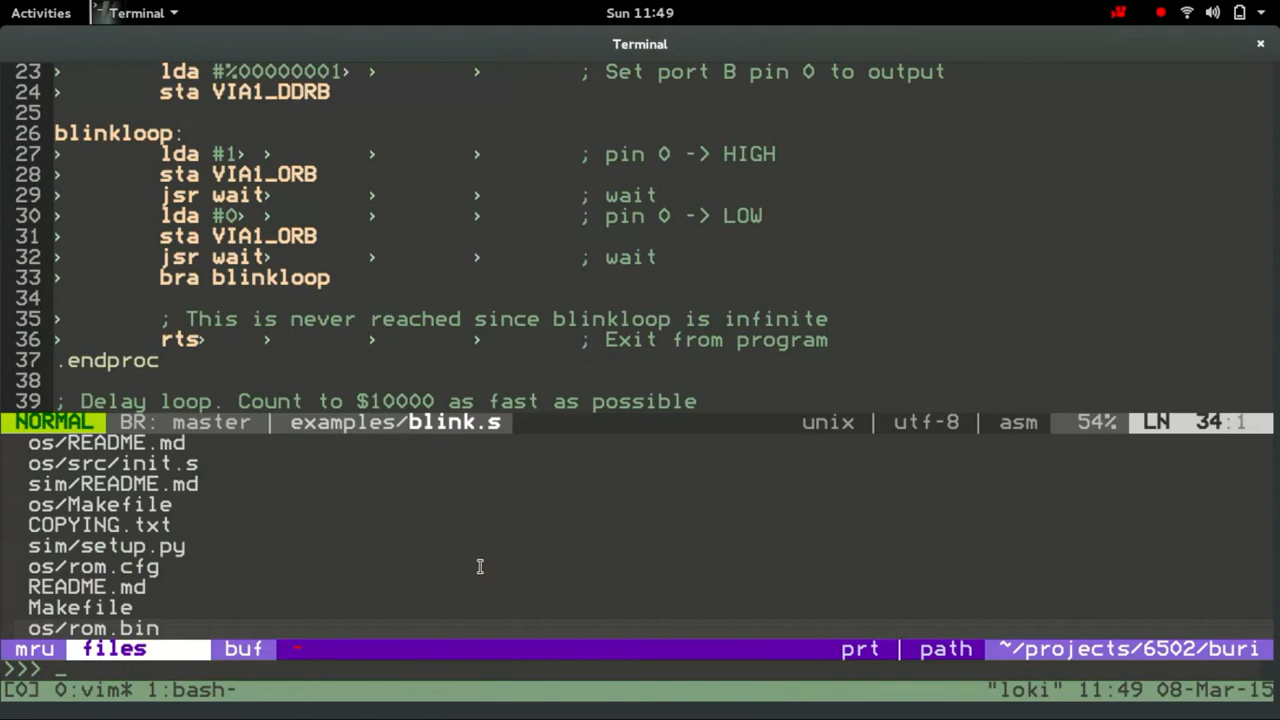 Activities Terminal Sun 11:49
Terminal
23 › lda #%00000001› › › ; Set port B pin 0 to output
24 › sta VIA1_DDRB
25
26 blinkloop:
27 › lda #1› › › › ; pin 0 -> HIGH
28 › sta VIA1_ORB
29 › jsr wait› › › ; wait
30 › lda #0› › › › ; pin 0 -> LOW
31 › sta VIA1_ORB
32 › jsr wait› › › ; wait
33 › bra blinkloop
34
35 › ; This is never reached since blinkloop is infinite
36 › rts› › › › ; Exit from program
37 .endproc
38
39 ; Delay loop. Count to $10000 as fast as possible
NORMAL BR: master | examples/blink.s unix | utf-8 | asm 54% LN 34:1
os/README.md
os/src/init.s
sim/README.md
os/Makefile
COPYING.txt
sim/setup.py
os/rom.cfg
README.md
Makefile
os/rom.bin
mru files buf - prt | path ~/projects/6502/buri
>>> _
[0] 0:vim* 1:bash- "loki" 11:49 08-Mar-15